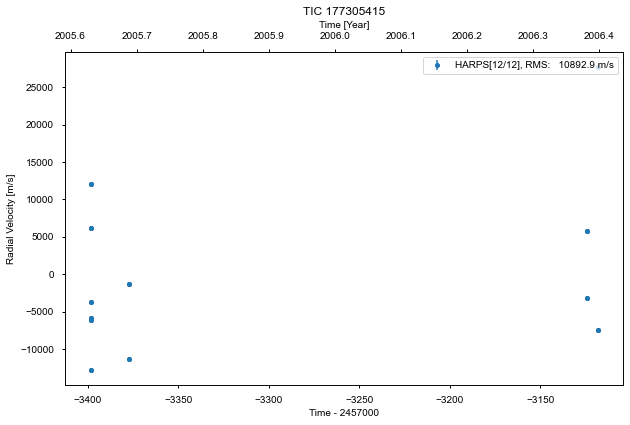 TIC 177305415
Time [Year]
2005.6 2005.7 2005.8 2005.9 2006.0 2006.1 2006.2 2006.3 2006.4
HARPS[12/12], RMS: 10892.9 m/s
25000
20000
15000
10000
5000
0
−5000
−10000
Radial Velocity [m/s]
−3400 −3350 −3300 −3250 −3200 −3150
Time - 2457000